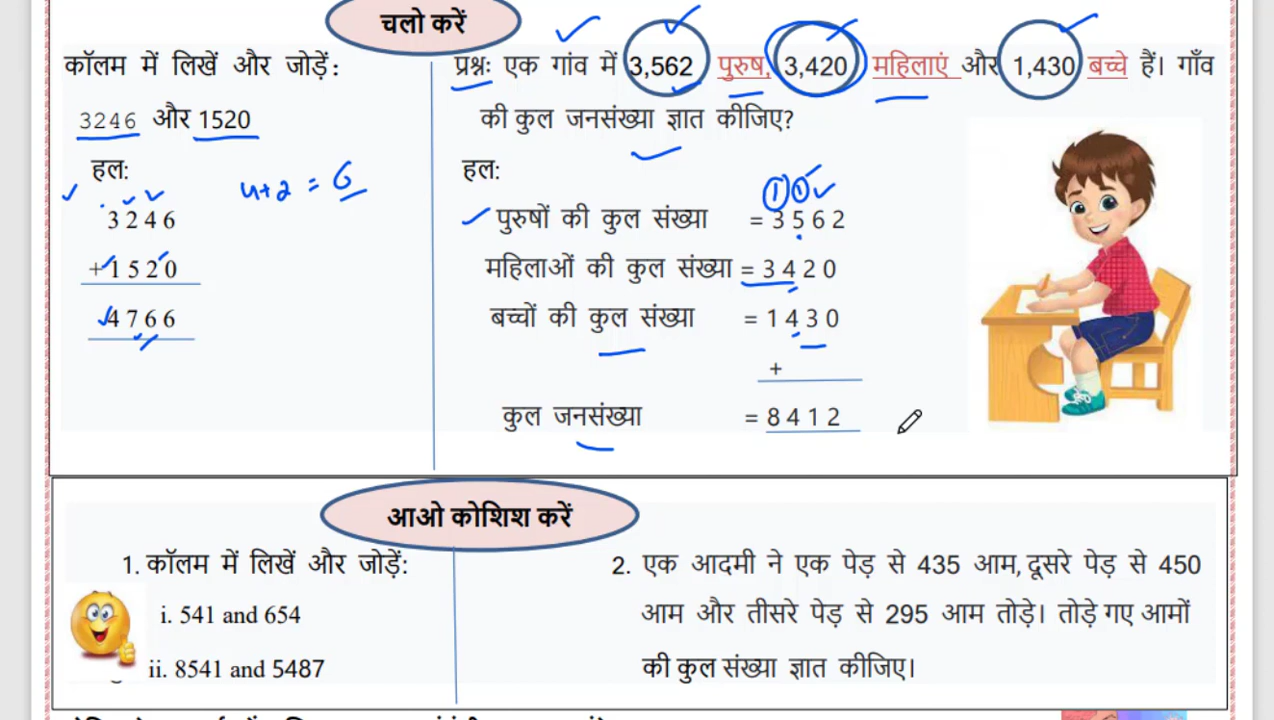 चलो करें
कॉलम में लिखें और जोड़ें:
3246 और 1520
हल:
4+2 = 6
3246
+1520
4766
प्रश्नः एक गांव में 3,562 पुरुष, 3,420 महिलाएं और 1,430 बच्चे हैं। गाँव
की कुल जनसंख्या ज्ञात कीजिए?
हल:
1 1
पुरुषों की कुल संख्या = 3562
महिलाओं की कुल संख्या = 3420
बच्चों की कुल संख्या = 1430
+
कुल जनसंख्या = 8412
आओ कोशिश करें
1. कॉलम में लिखें और जोड़ें:
i. 541 and 654
ii. 8541 and 5487
2. एक आदमी ने एक पेड़ से 435 आम, दूसरे पेड़ से 450
आम और तीसरे पेड़ से 295 आम तोड़े। तोड़े गए आमों
की कुल संख्या ज्ञात कीजिए।